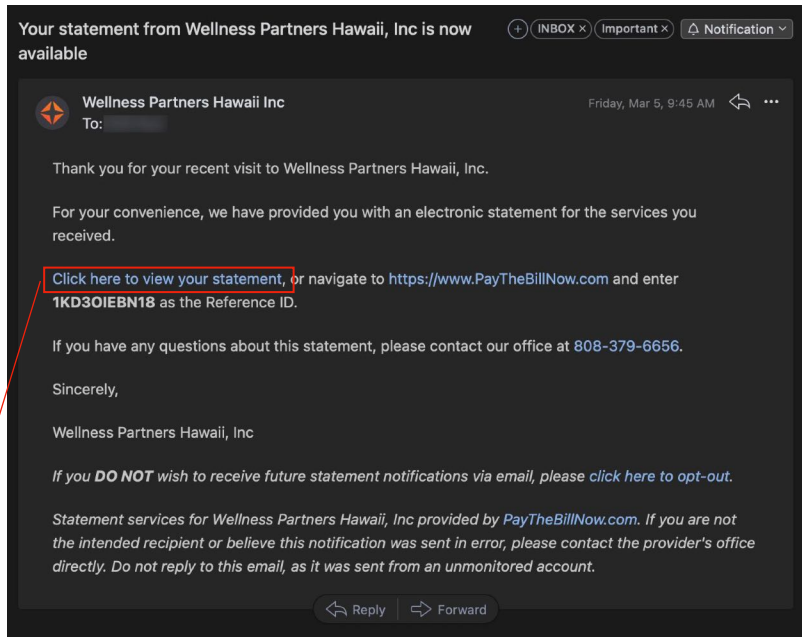 Your statement from Wellness Partners Hawaii, Inc is now
available
INBOX ×
Important ×
Notification
Wellness Partners Hawaii Inc
Friday, Mar 5, 9:45 AM
To:
Thank you for your recent visit to Wellness Partners Hawaii, Inc.
For your convenience, we have provided you with an electronic statement for the services you
received.
Click here to view your statement, or navigate to https://www.PayTheBillNow.com and enter
1KD3OIEBN18 as the Reference ID.
If you have any questions about this statement, please contact our office at 808-379-6656.
Sincerely,
Wellness Partners Hawaii, Inc
If you DO NOT wish to receive future statement notifications via email, please click here to opt-out.
Statement services for Wellness Partners Hawaii, Inc provided by PayTheBillNow.com. If you are not
the intended recipient or believe this notification was sent in error, please contact the provider's office
directly. Do not reply to this email, as it was sent from an unmonitored account.
Reply
Forward